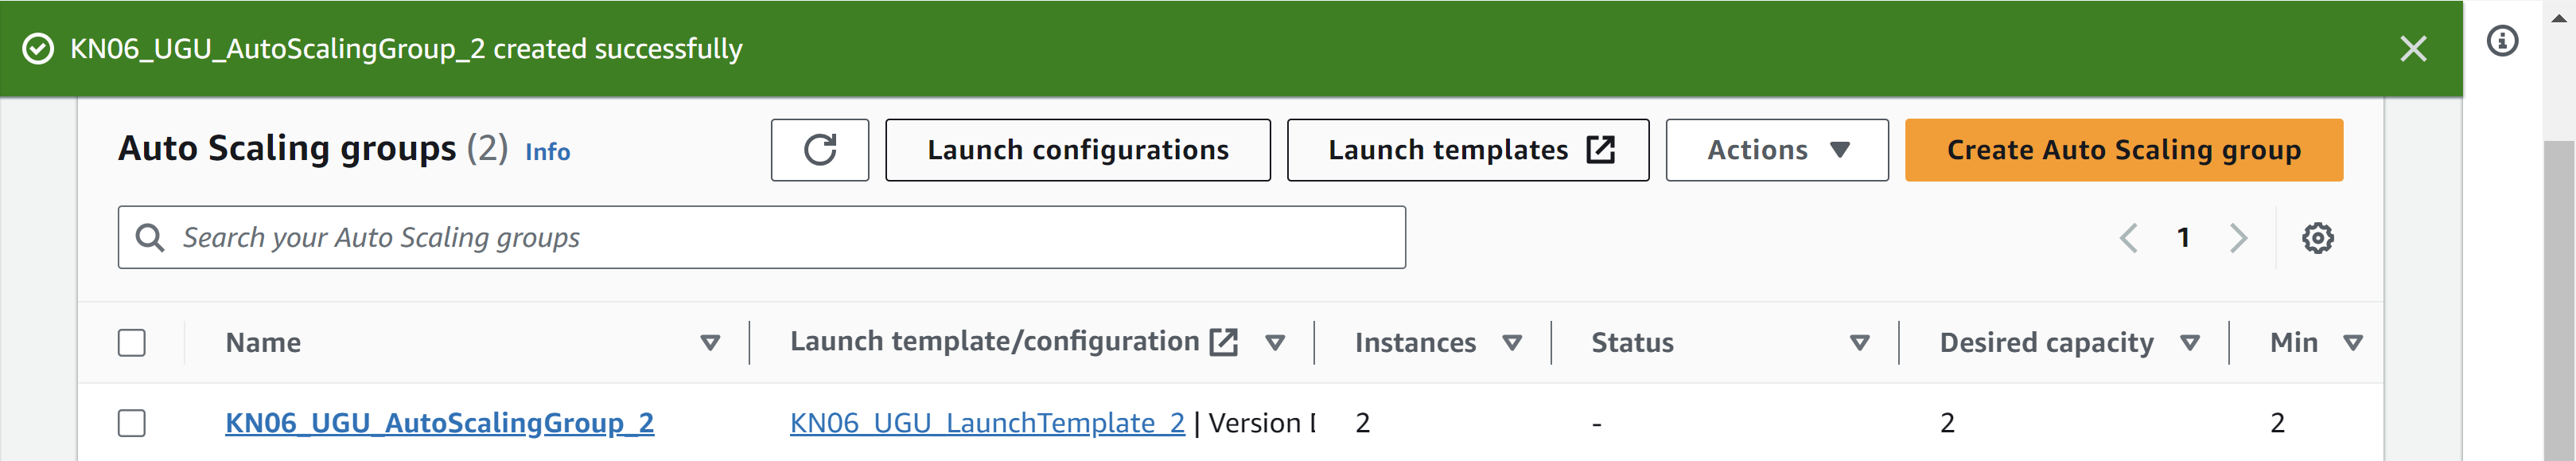 KN06_UGU_AutoScalingGroup_2 created successfully
Auto Scaling groups (2) Info
Launch configurations
Launch templates
Actions
Create Auto Scaling group
Search your Auto Scaling groups
1
Name Launch template/configuration Instances Status Desired capacity Min
KN06_UGU_AutoScalingGroup_2 KN06_UGU_LaunchTemplate_2 | Version 2 - 2 2